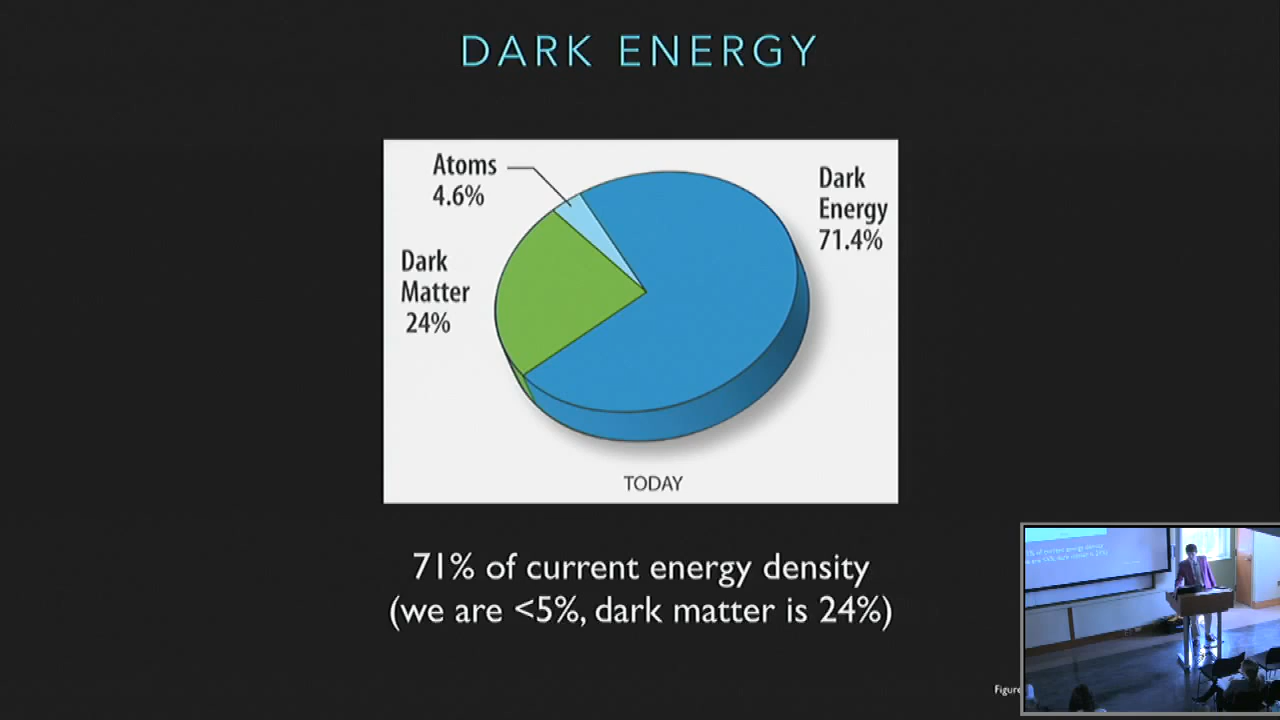 DARK ENERGY
Atoms
4.6%
Dark
Energy
71.4%
Dark
Matter
24%
TODAY
71% of current energy density
(we are <5%, dark matter is 24%)
Figure